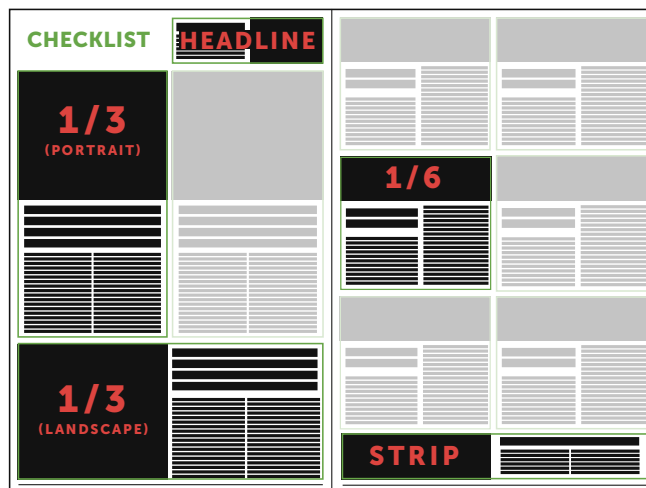 CHECKLIST
HEADLINE
1/3
(PORTRAIT)
1/3
(LANDSCAPE)
1/6
STRIP